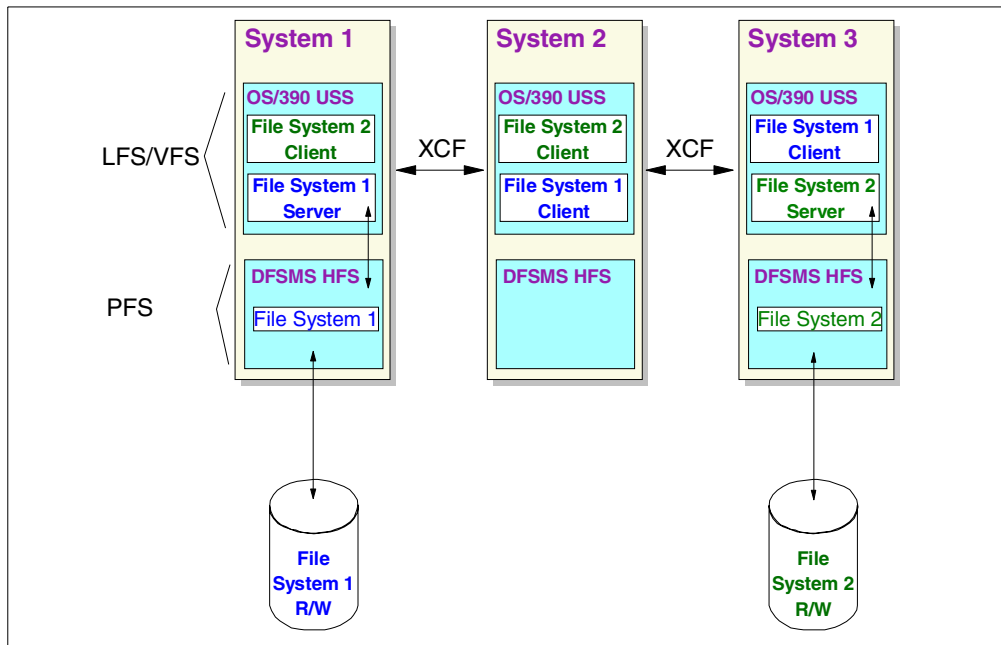 System 1
System 2
System 3
OS/390 USS
OS/390 USS
OS/390 USS
File System 2
Client
File System 2
Client
File System 1
Client
LFS/VFS
XCF
XCF
File System 1
Server
File System 1
Client
File System 2
Server
DFSMS HFS
DFSMS HFS
DFSMS HFS
PFS
File System 1
File System 2
File
System 1
R/W
File
System 2
R/W